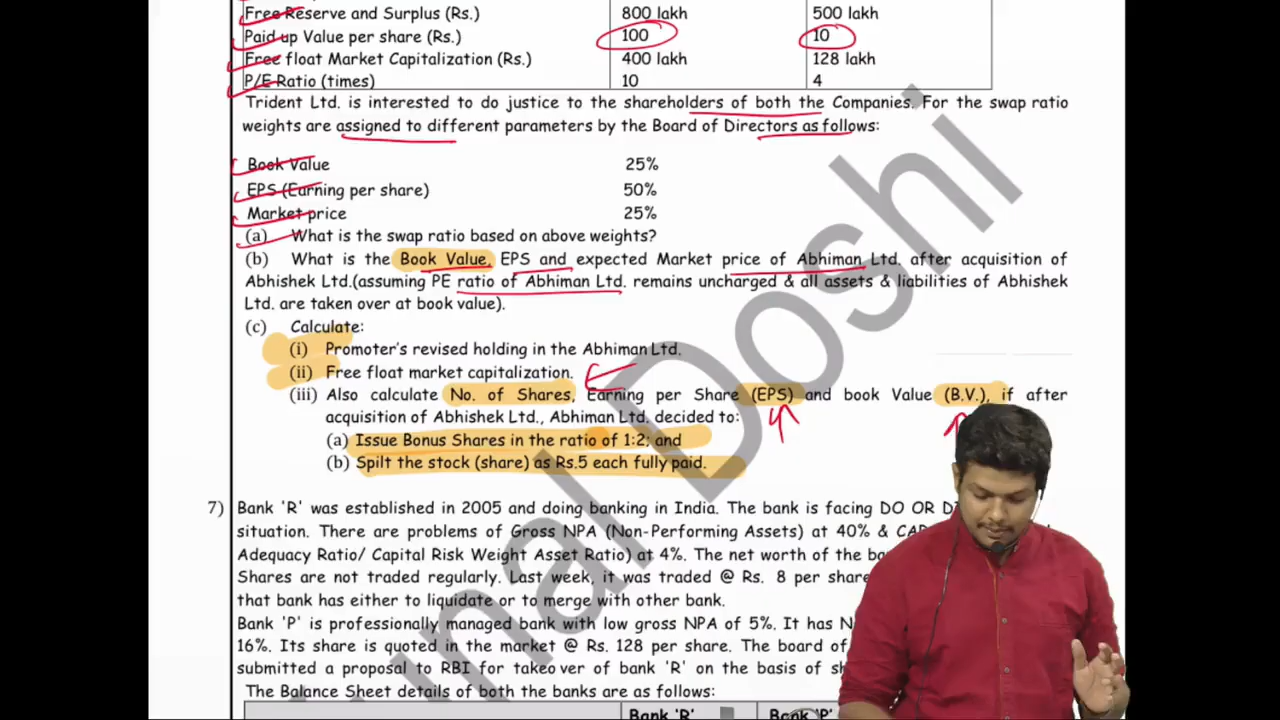 Free Reserve and Surplus (Rs.) 800 lakh 500 lakh
Paid up Value per share (Rs.) 100 10
Free float Market Capitalization (Rs.) 400 lakh 128 lakh
P/E Ratio (times) 10 4
Trident Ltd. is interested to do justice to the shareholders of both the Companies. For the swap ratio
weights are assigned to different parameters by the Board of Directors as follows:
Book Value 25%
EPS (Earning per share) 50%
Market price 25%
(a) What is the swap ratio based on above weights?
(b) What is the Book Value, EPS and expected Market price of Abhiman Ltd. after acquisition of
Abhishek Ltd.(assuming PE ratio of Abhiman Ltd. remains uncharged & all assets & liabilities of Abhishek
Ltd. are taken over at book value).
(c) Calculate:
(i) Promoter's revised holding in the Abhiman Ltd.
(ii) Free float market capitalization.
(iii) Also calculate No. of Shares, Earning per Share (EPS) and book Value (B.V.), if after
acquisition of Abhishek Ltd., Abhiman Ltd. decided to:
(a) Issue Bonus Shares in the ratio of 1:2; and
(b) Spilt the stock (share) as Rs.5 each fully paid.
7) Bank 'R' was established in 2005 and doing banking in India. The bank is facing DO OR
situation. There are problems of Gross NPA (Non-Performing Assets) at 40% &
Adequacy Ratio/ Capital Risk Weight Asset Ratio) at 4%. The net worth of the
Shares are not traded regularly. Last week, it was traded @ Rs. 8 per share
that bank has either to liquidate or to merge with other bank.
Bank 'P' is professionally managed bank with low gross NPA of 5%. It has
16%. Its share is quoted in the market @ Rs. 128 per share. The board of
submitted a proposal to RBI for takeover of bank 'R' on the basis of
The Balance Sheet details of both the banks are as follows:
Bank 'R' Bank 'P'
unal Doshi